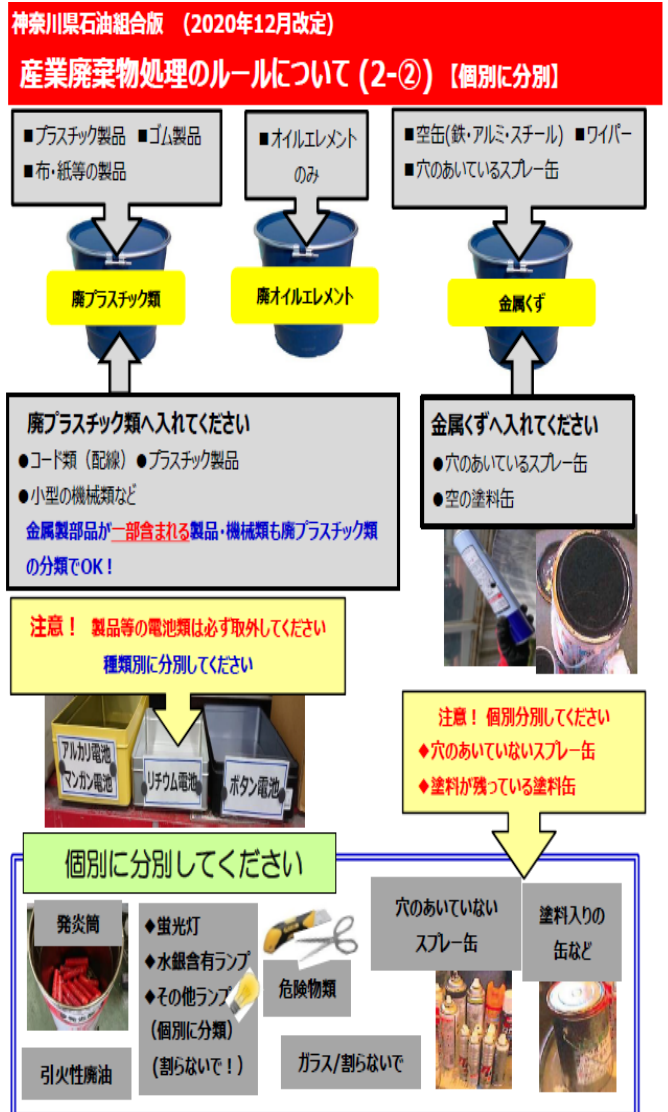 神奈川県石油組合版 (2020年12月改定)
産業廃棄物処理のルールについて (2-②) 【個別に分別】
■プラスチック製品 ■ゴム製品
■布・紙等の製品
■オイルエレメント
のみ
■空缶(鉄・アルミ・スチール) ■ワイパー
■穴のあいているスプレー缶
廃プラスチック類
廃オイルエレメント
金属くず
廃プラスチック類へ入れてください
●コード類（配線）●プラスチック製品
●小型の機械類など
金属製部品が一部含まれる製品・機械類も廃プラスチック類
の分類でOK！
金属くずへ入れてください
●穴のあいているスプレー缶
●空の塗料缶
注意！ 製品等の電池類は必ず取外してください
種類別に分別してください
アルカリ電池
マンガン電池
リチウム電池
ボタン電池
注意！ 個別分別してください
◆穴のあいていないスプレー缶
◆塗料が残っている塗料缶
個別に分別してください
発炎筒
引火性廃油
◆蛍光灯
◆水銀含有ランプ
◆その他ランプ
（個別に分類）
（割らないで！）
危険物類
ガラス/割らないで
穴のあいていない
スプレー缶
塗料入りの
缶など